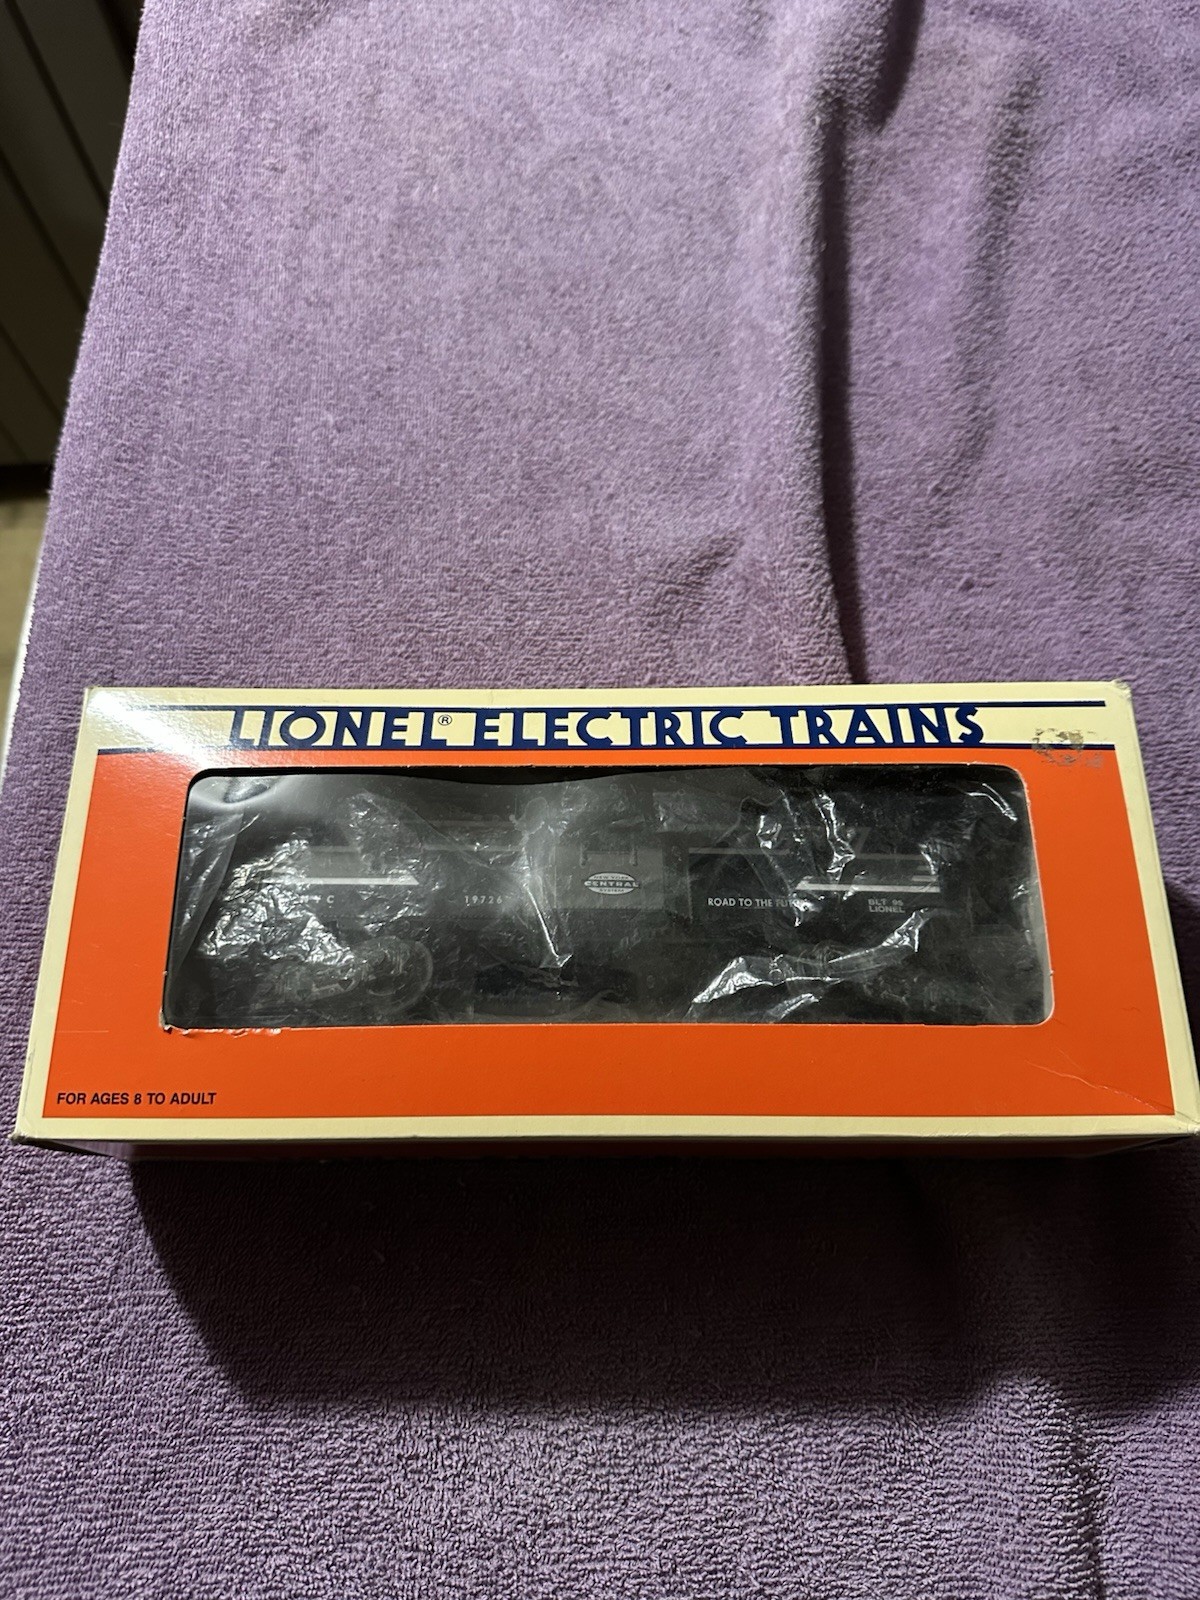 LIONEL® ELECTRIC TRAINS
NEW YORK
CENTRAL
SYSTEM
19726
ROAD TO THE
BLT 95
LIONEL
FOR AGES 8 TO ADULT